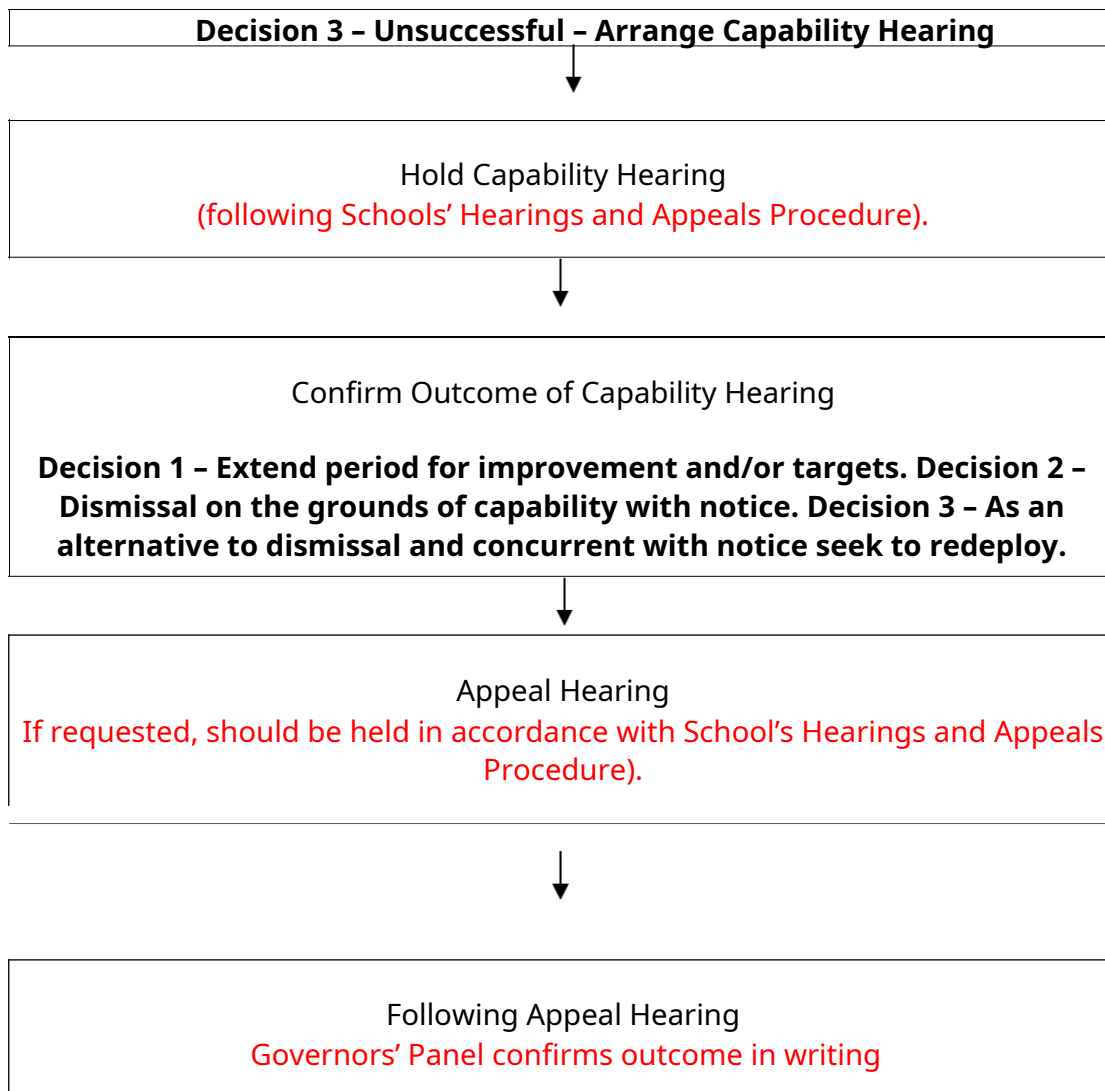 Decision 3 – Unsuccessful – Arrange Capability Hearing
Hold Capability Hearing
(following Schools’ Hearings and Appeals Procedure).
Confirm Outcome of Capability Hearing
Decision 1 – Extend period for improvement and/or targets. Decision 2 –
Dismissal on the grounds of capability with notice. Decision 3 – As an
alternative to dismissal and concurrent with notice seek to redeploy.
Appeal Hearing
If requested, should be held in accordance with School’s Hearings and Appeals
Procedure).
Following Appeal Hearing
Governors’ Panel confirms outcome in writing